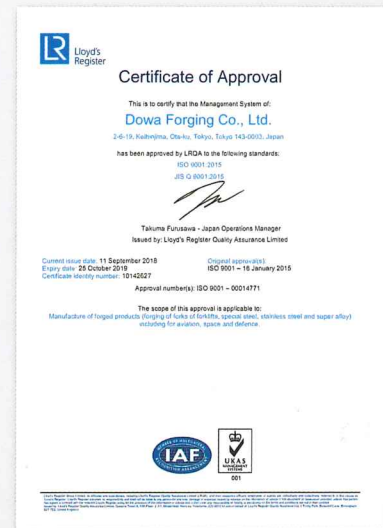 LR
Lloyd's
Register
Certificate of Approval
This is to certify that the Management System of:
Dowa Forging Co., Ltd.
2-6-19, Keihinjima, Ota-ku, Tokyo, Tokyo 143-0003, Japan
has been approved by LRQA to the following standards:
ISO 9001:2015
JIS Q 9001:2015
Takuma Furusawa - Japan Operations Manager
Issued by: Lloyd's Register Quality Assurance Limited
Current issue date: 11 September 2018
Expiry date: 25 October 2019
Certificate identity number: 10142627
Original approval(s):
ISO 9001 – 16 January 2015
Approval number(s): ISO 9001 – 00014771
The scope of this approval is applicable to:
Manufacture of forged products (forging of forks of forklifts, special steel, stainless steel and super alloy)
including for aviation, space and defence.
IAF
UKAS
MANAGEMENT
SYSTEMS
001